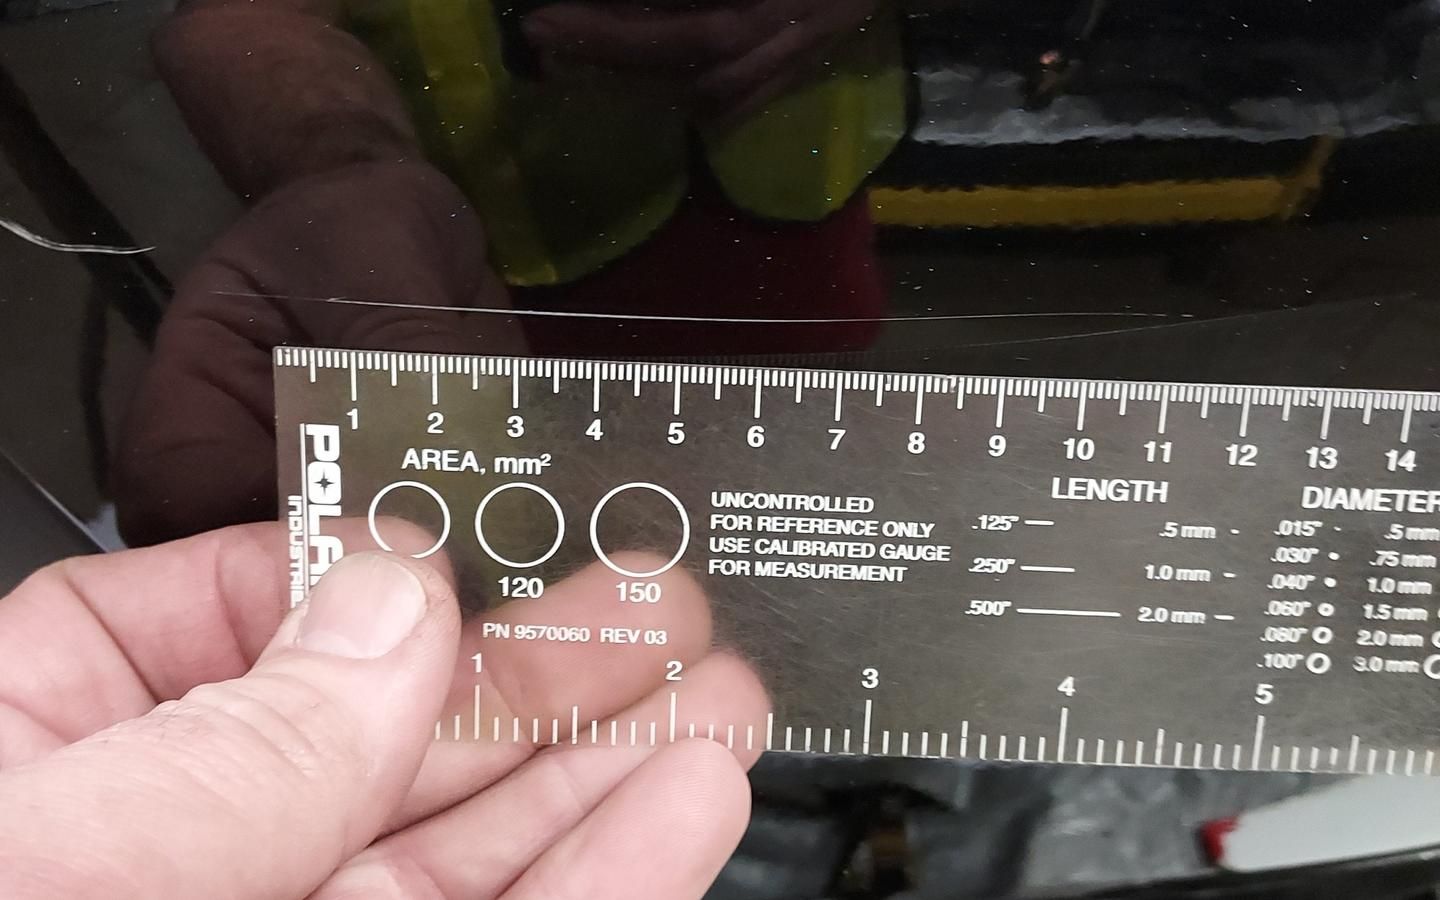 1 2 3 4 5 6 7 8 9 10 11 12 13 14
POLA
INDUSTRIE
AREA, mm²
120 150
PN 9570060 REV 03
UNCONTROLLED
FOR REFERENCE ONLY
USE CALIBRATED GAUGE
FOR MEASUREMENT
LENGTH
.125" .5 mm
.250" 1.0 mm
.500" 2.0 mm
DIAMETER
.015" .5 mm
.030" .75 mm
.040" 1.0 mm
.060" 1.5 mm
.080" 2.0 mm
.100" 3.0 mm
1 2 3 4 5